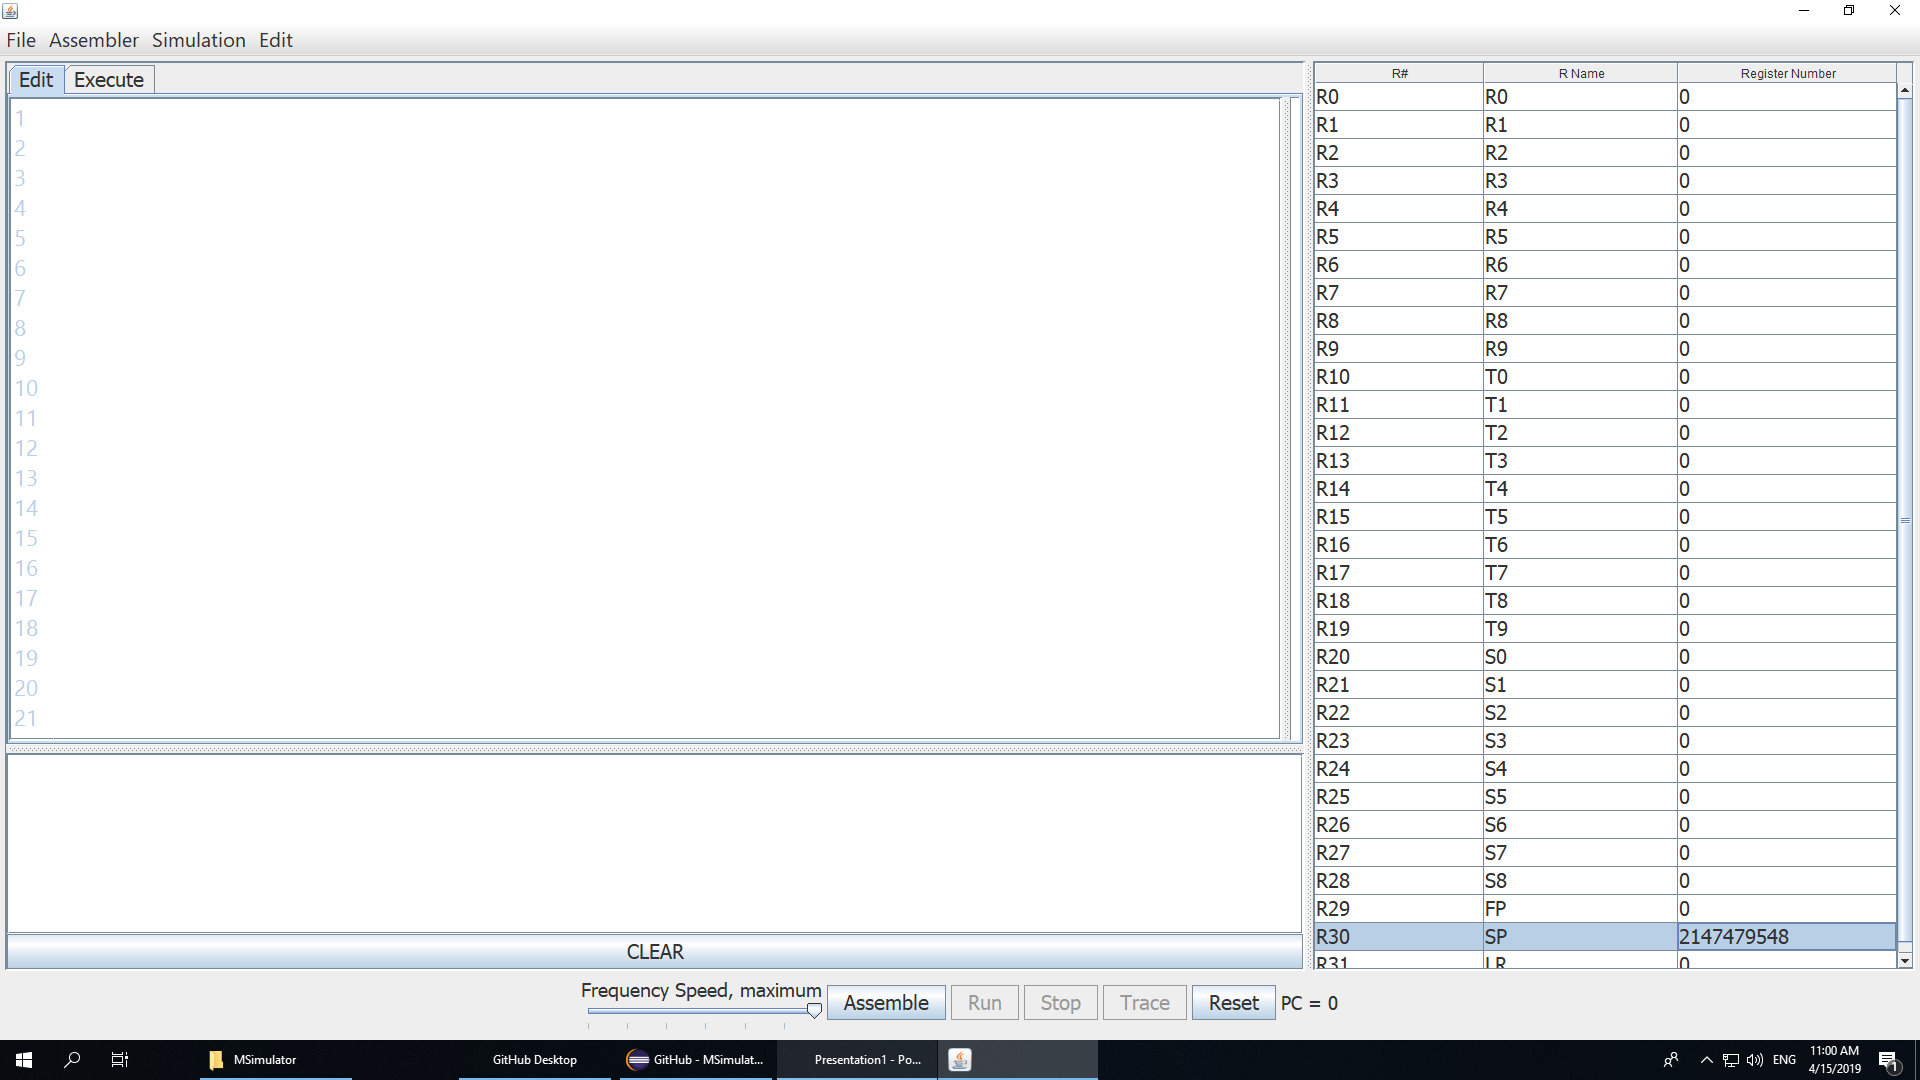 File Assembler Simulation Edit
Edit Execute
1
2
3
4
5
6
7
8
9
10
11
12
13
14
15
16
17
18
19
20
21
CLEAR
R# R Name Register Number
R0 R0 0
R1 R1 0
R2 R2 0
R3 R3 0
R4 R4 0
R5 R5 0
R6 R6 0
R7 R7 0
R8 R8 0
R9 R9 0
R10 T0 0
R11 T1 0
R12 T2 0
R13 T3 0
R14 T4 0
R15 T5 0
R16 T6 0
R17 T7 0
R18 T8 0
R19 T9 0
R20 S0 0
R21 S1 0
R22 S2 0
R23 S3 0
R24 S4 0
R25 S5 0
R26 S6 0
R27 S7 0
R28 S8 0
R29 FP 0
R30 SP 2147479548
R31 LR 0
Frequency Speed, maximum Assemble Run Stop Trace Reset PC = 0
MSimulator GitHub Desktop GitHub - MSimulat... Presentation1 - Po... ENG 11:00 AM 1
4/15/2019